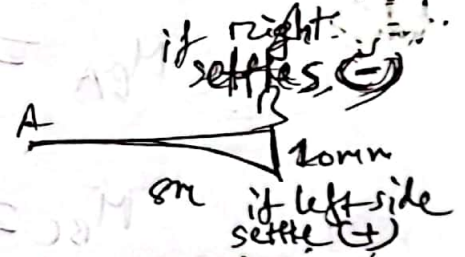 if right
settles (-)
A
B
10mm
8m
if left side
settle (+)